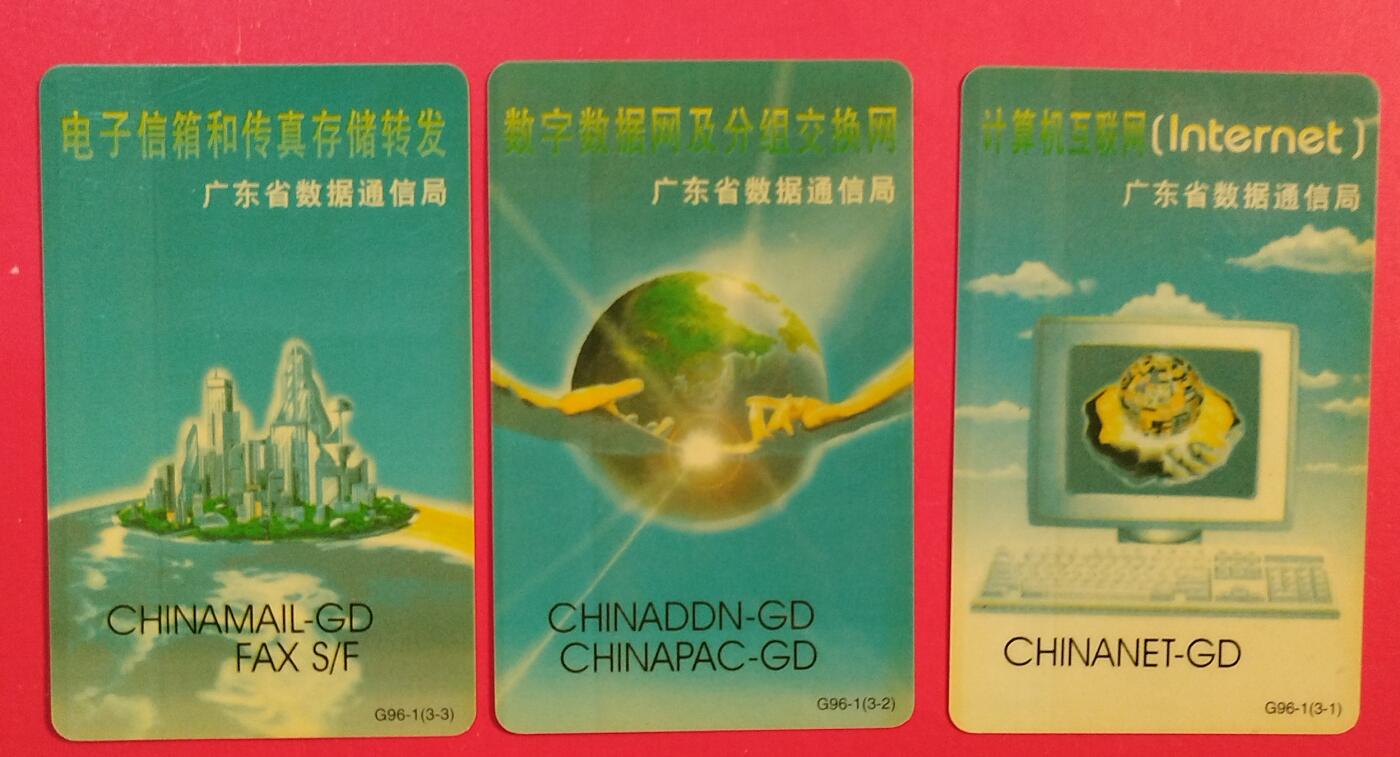 电子信箱和传真存储转发
广东省数据通信局
CHINAMAIL-GD
FAX S/F
G96-1(3-3)
数字数据网及分组交换网
广东省数据通信局
CHINADDN-GD
CHINAPAC-GD
G96-1(3-2)
计算机互联网(Internet)
广东省数据通信局
CHINANET-GD
G96-1(3-1)